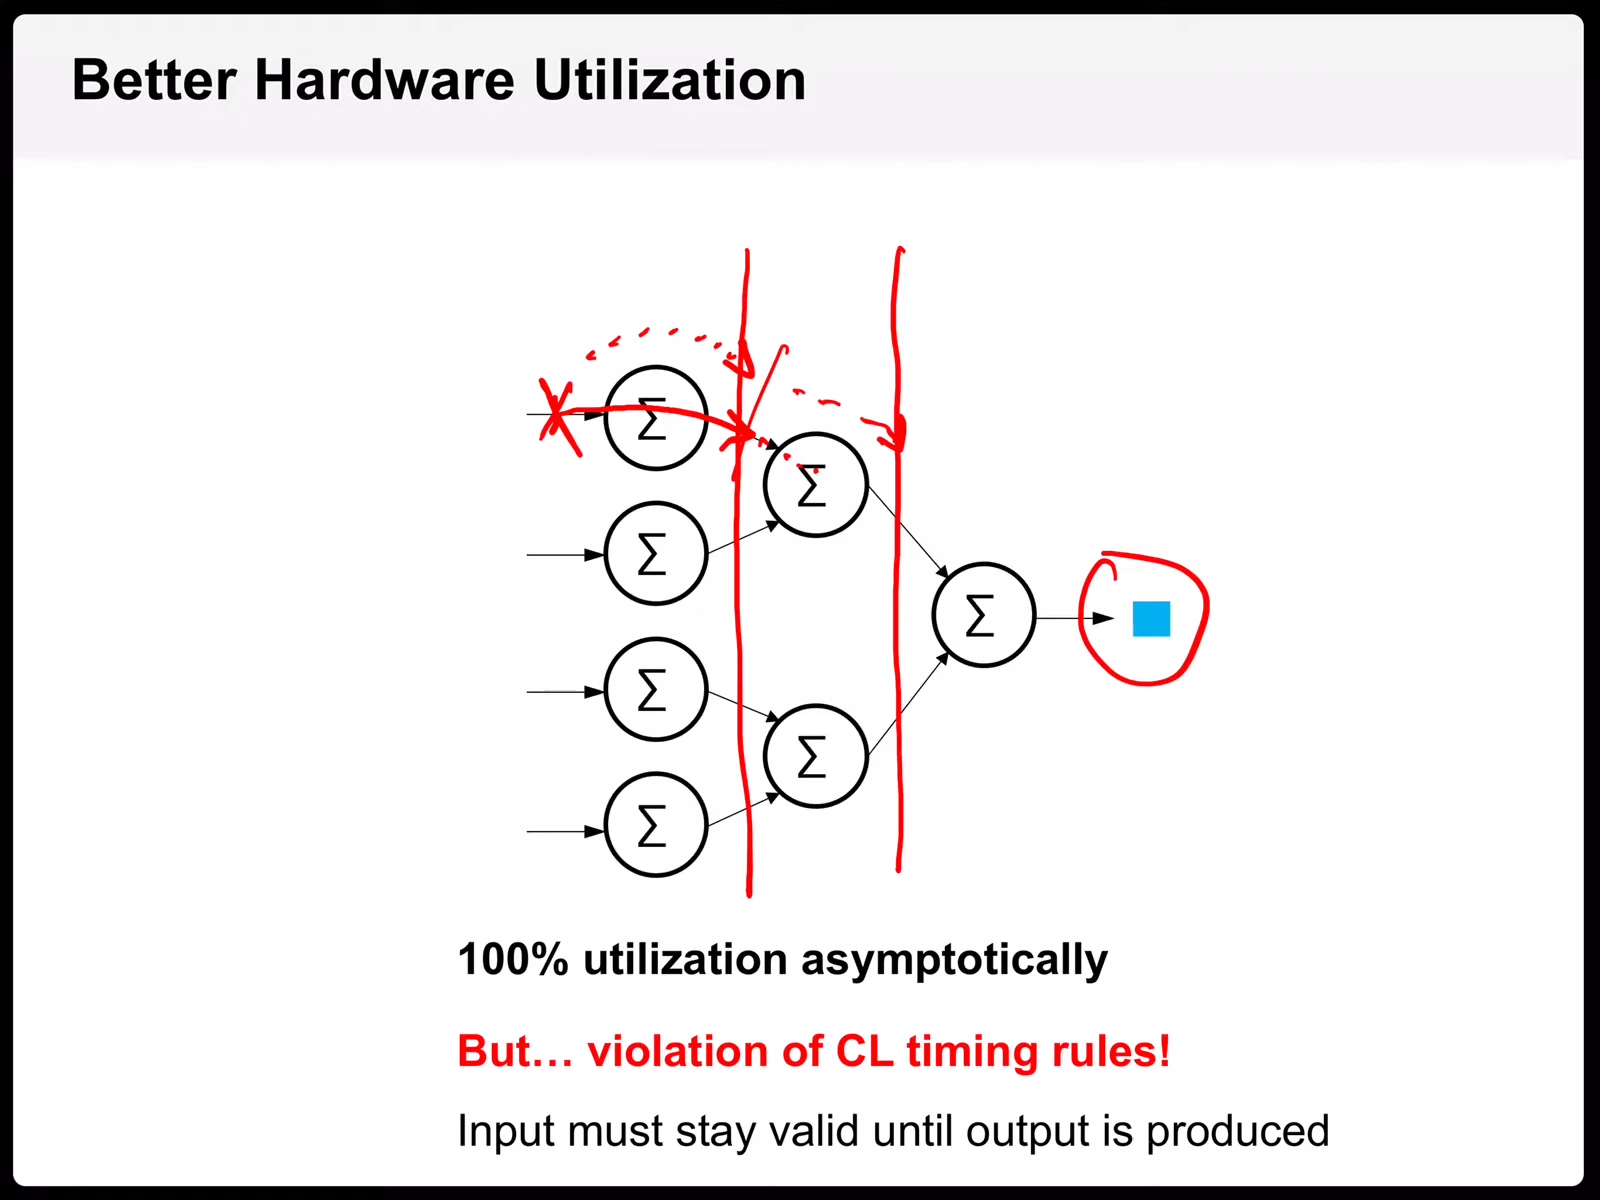 Better Hardware Utilization
Σ
Σ
Σ
Σ
Σ
Σ
Σ
100% utilization asymptotically
But… violation of CL timing rules!
Input must stay valid until output is produced